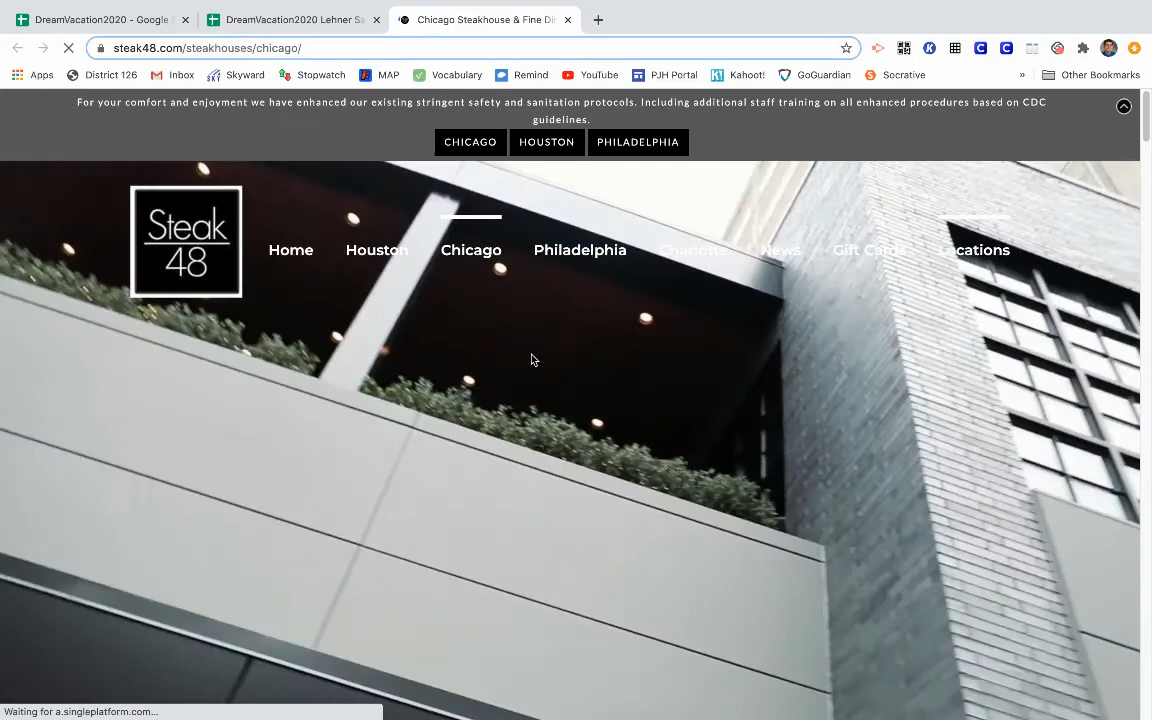 DreamVacation2020 - Google S
DreamVacation2020 Lehner Sa
Chicago Steakhouse & Fine Di
steak48.com/steakhouses/chicago/
Apps
District 126
Inbox
Skyward
Stopwatch
MAP
Vocabulary
Remind
YouTube
PJH Portal
Kahoot!
GoGuardian
Socrative
»
Other Bookmarks
For your comfort and enjoyment we have enhanced our existing stringent safety and sanitation protocols. Including additional staff training on all enhanced procedures based on CDC
guidelines.
CHICAGO
HOUSTON
PHILADELPHIA
Steak
48
Home
Houston
Chicago
Philadelphia
Charlotte
News
Gift Cards
Locations
Waiting for a.singleplatform.com...